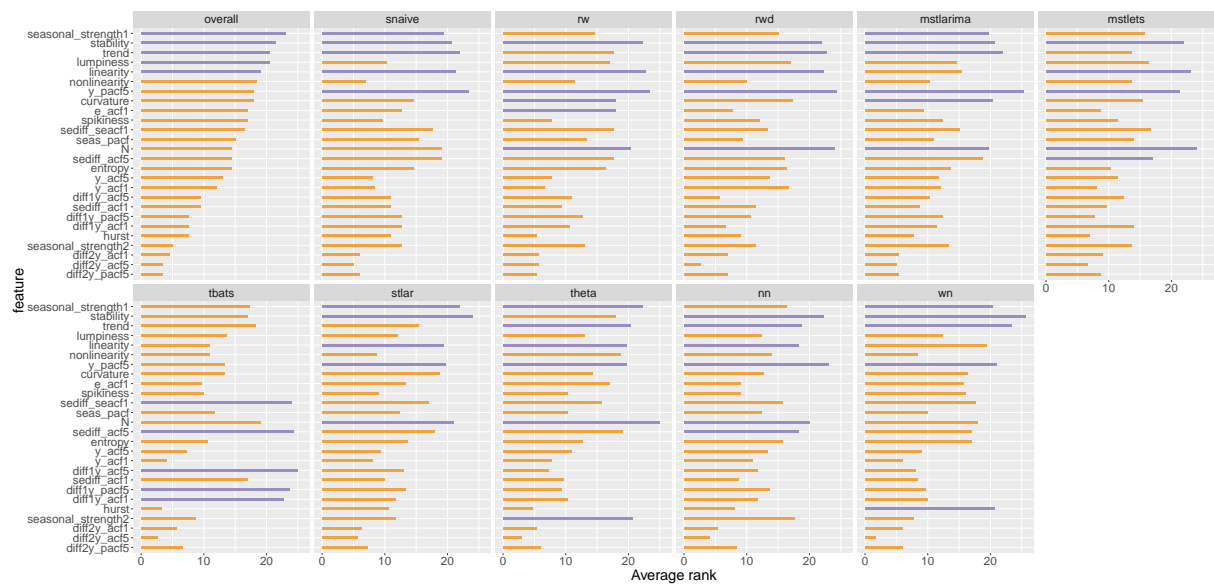 overall snaive rw rwd mstlarima mstlets
seasonal_strength1
stability
trend
lumpiness
linearity
nonlinearity
y_pacf5
curvature
e_acf1
spikiness
sediff_seacf1
seas_pacf
N
sediff_acf5
entropy
y_acf5
y_acf1
diff1y_acf5
sediff_acf1
diff1y_pacf5
diff1y_acf1
hurst
seasonal_strength2
diff2y_acf1
diff2y_acf5
diff2y_pacf5
0 10 20
feature
tbats stlar theta nn wn
seasonal_strength1
stability
trend
lumpiness
linearity
nonlinearity
y_pacf5
curvature
e_acf1
spikiness
sediff_seacf1
seas_pacf
N
sediff_acf5
entropy
y_acf5
y_acf1
diff1y_acf5
sediff_acf1
diff1y_pacf5
diff1y_acf1
hurst
seasonal_strength2
diff2y_acf1
diff2y_acf5
diff2y_pacf5
0 10 20 0 10 20 0 10 20 0 10 20 0 10 20
Average rank